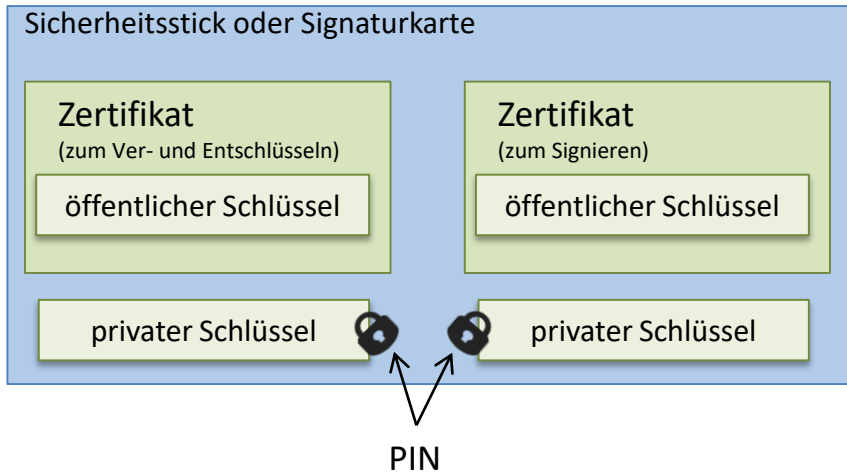 Sicherheitsstick oder Signaturkarte
Zertifikat
(zum Ver- und Entschlüsseln)
öffentlicher Schlüssel
privater Schlüssel
Zertifikat
(zum Signieren)
öffentlicher Schlüssel
privater Schlüssel
PIN